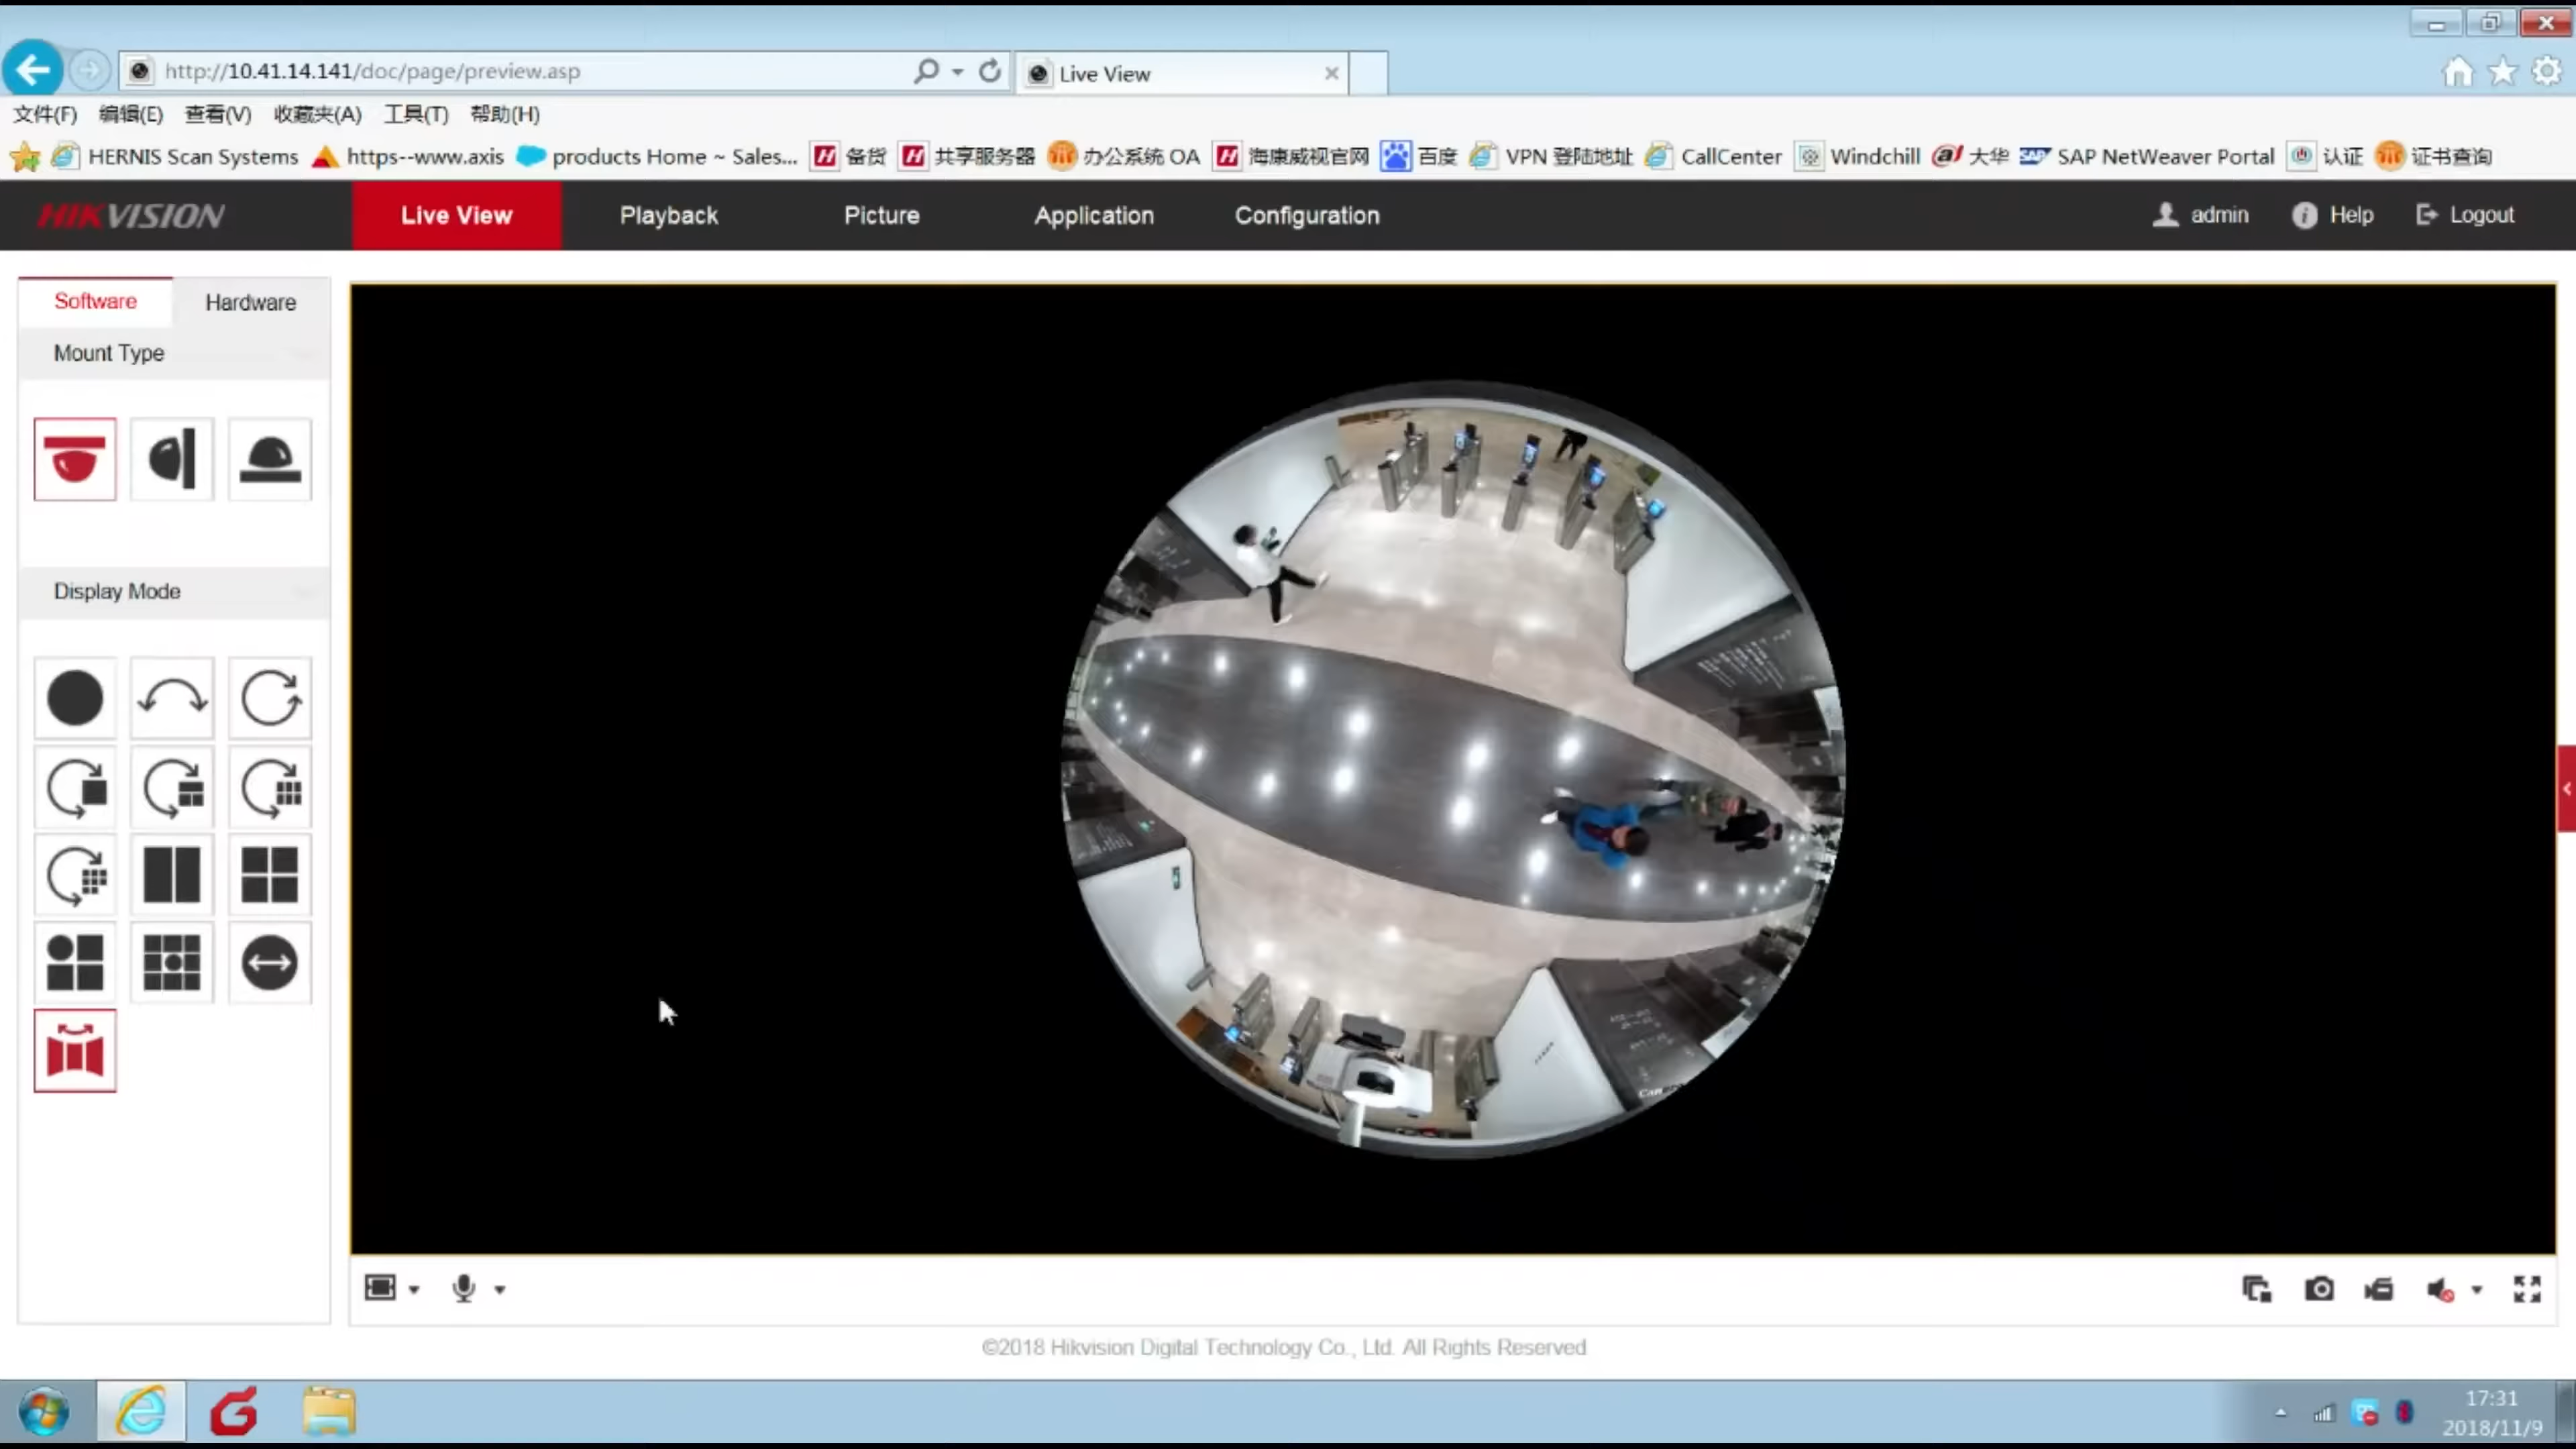 http://10.41.14.141/doc/page/preview.asp
Live View
文件(F) 编辑(E) 查看(V) 收藏夹(A) 工具(T) 帮助(H)
HERNIS Scan Systems https--www.axis products Home ~ Sales... 备货 共享服务器 办公系统 OA 海康威视官网 百度 VPN 登陆地址 CallCenter Windchill 大华 SAP NetWeaver Portal 认证 证书查询
HIKVISION Live View Playback Picture Application Configuration admin Help Logout
Software Hardware
Mount Type
Display Mode
©2018 Hikvision Digital Technology Co., Ltd. All Rights Reserved
17:31
2018/11/9